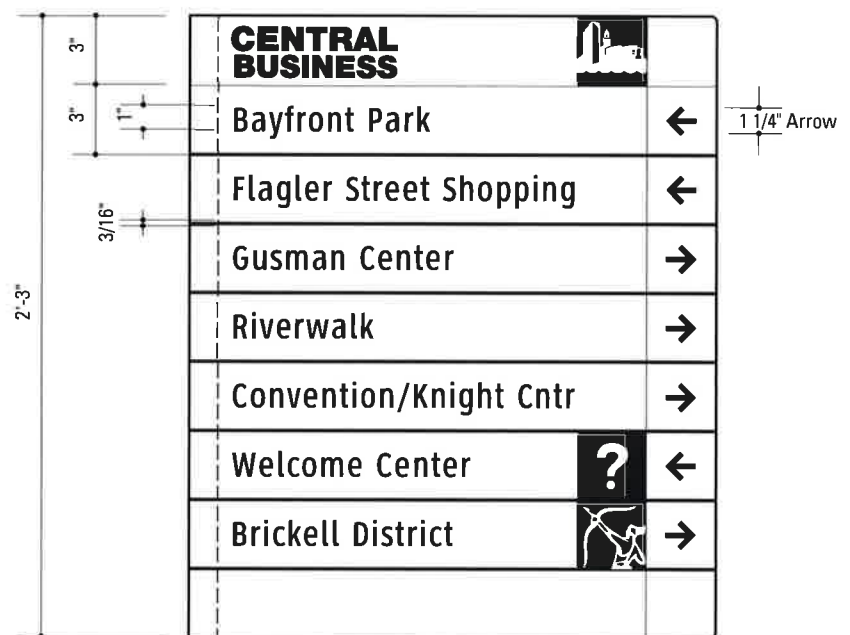 3"
CENTRAL
BUSINESS
3"
1"
Bayfront Park ←
1 1/4" Arrow
Flagler Street Shopping ←
3/16"
Gusman Center →
2'-3"
Riverwalk →
Convention/Knight Cntr →
Welcome Center ? ←
Brickell District →